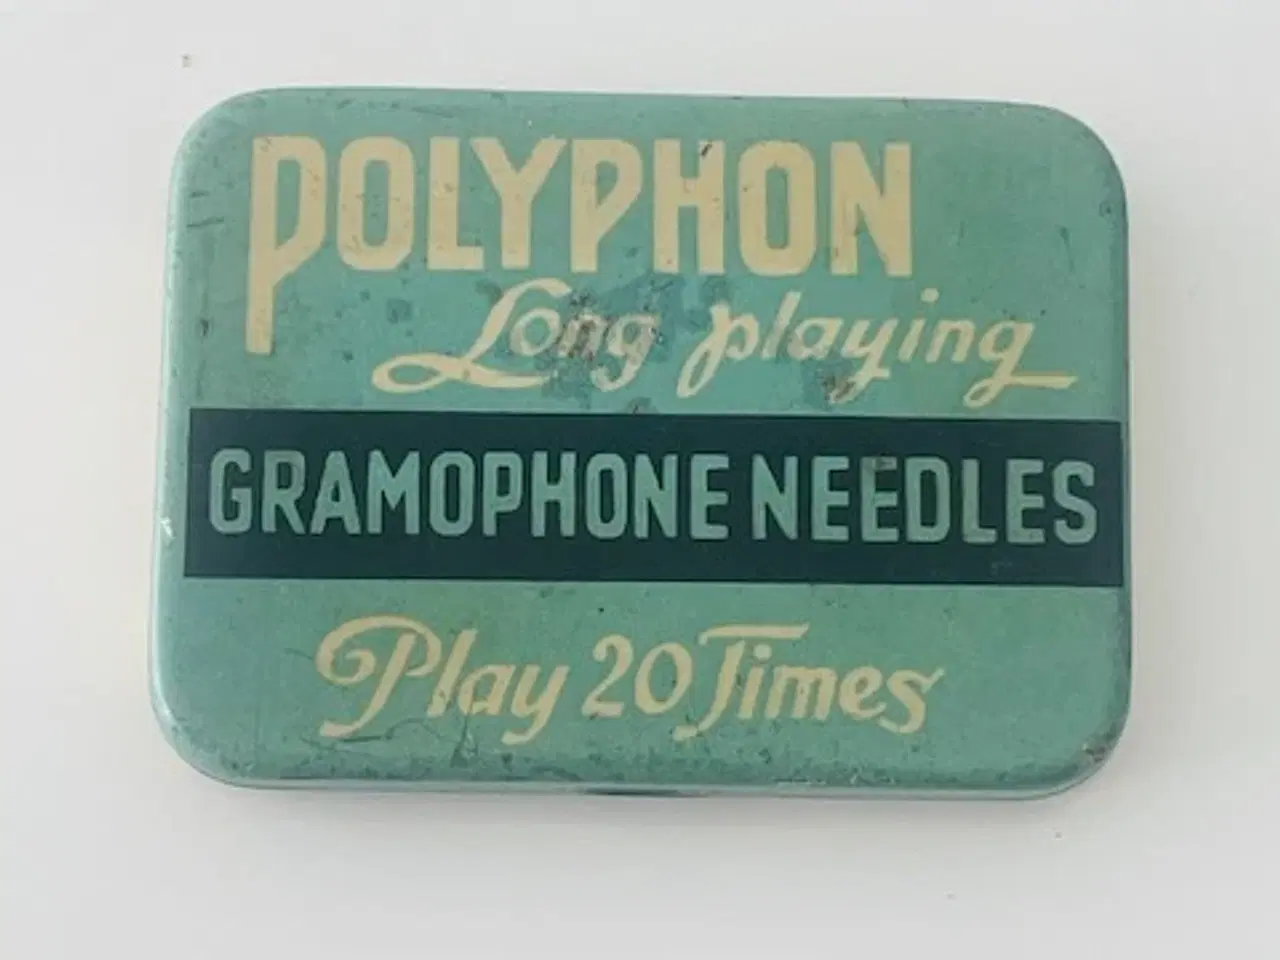 POLYPHON
Long playing
GRAMOPHONE NEEDLES
Play 20 Times